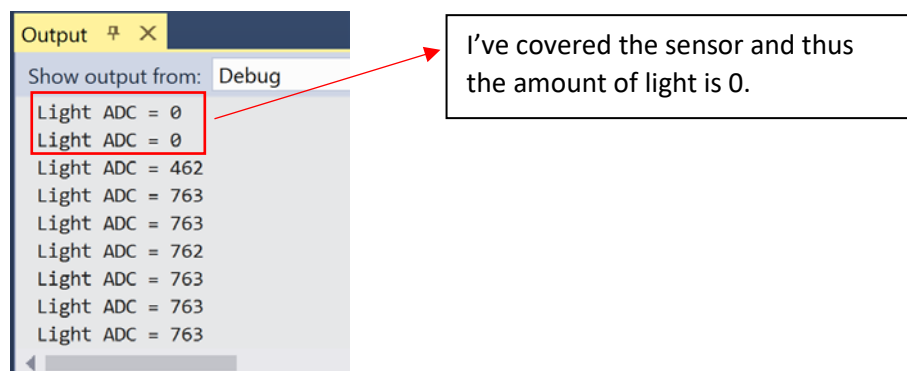 Output
Show output from: Debug
Light ADC = 0
Light ADC = 0
Light ADC = 462
Light ADC = 763
Light ADC = 763
Light ADC = 762
Light ADC = 763
Light ADC = 763
Light ADC = 763
I’ve covered the sensor and thus
the amount of light is 0.